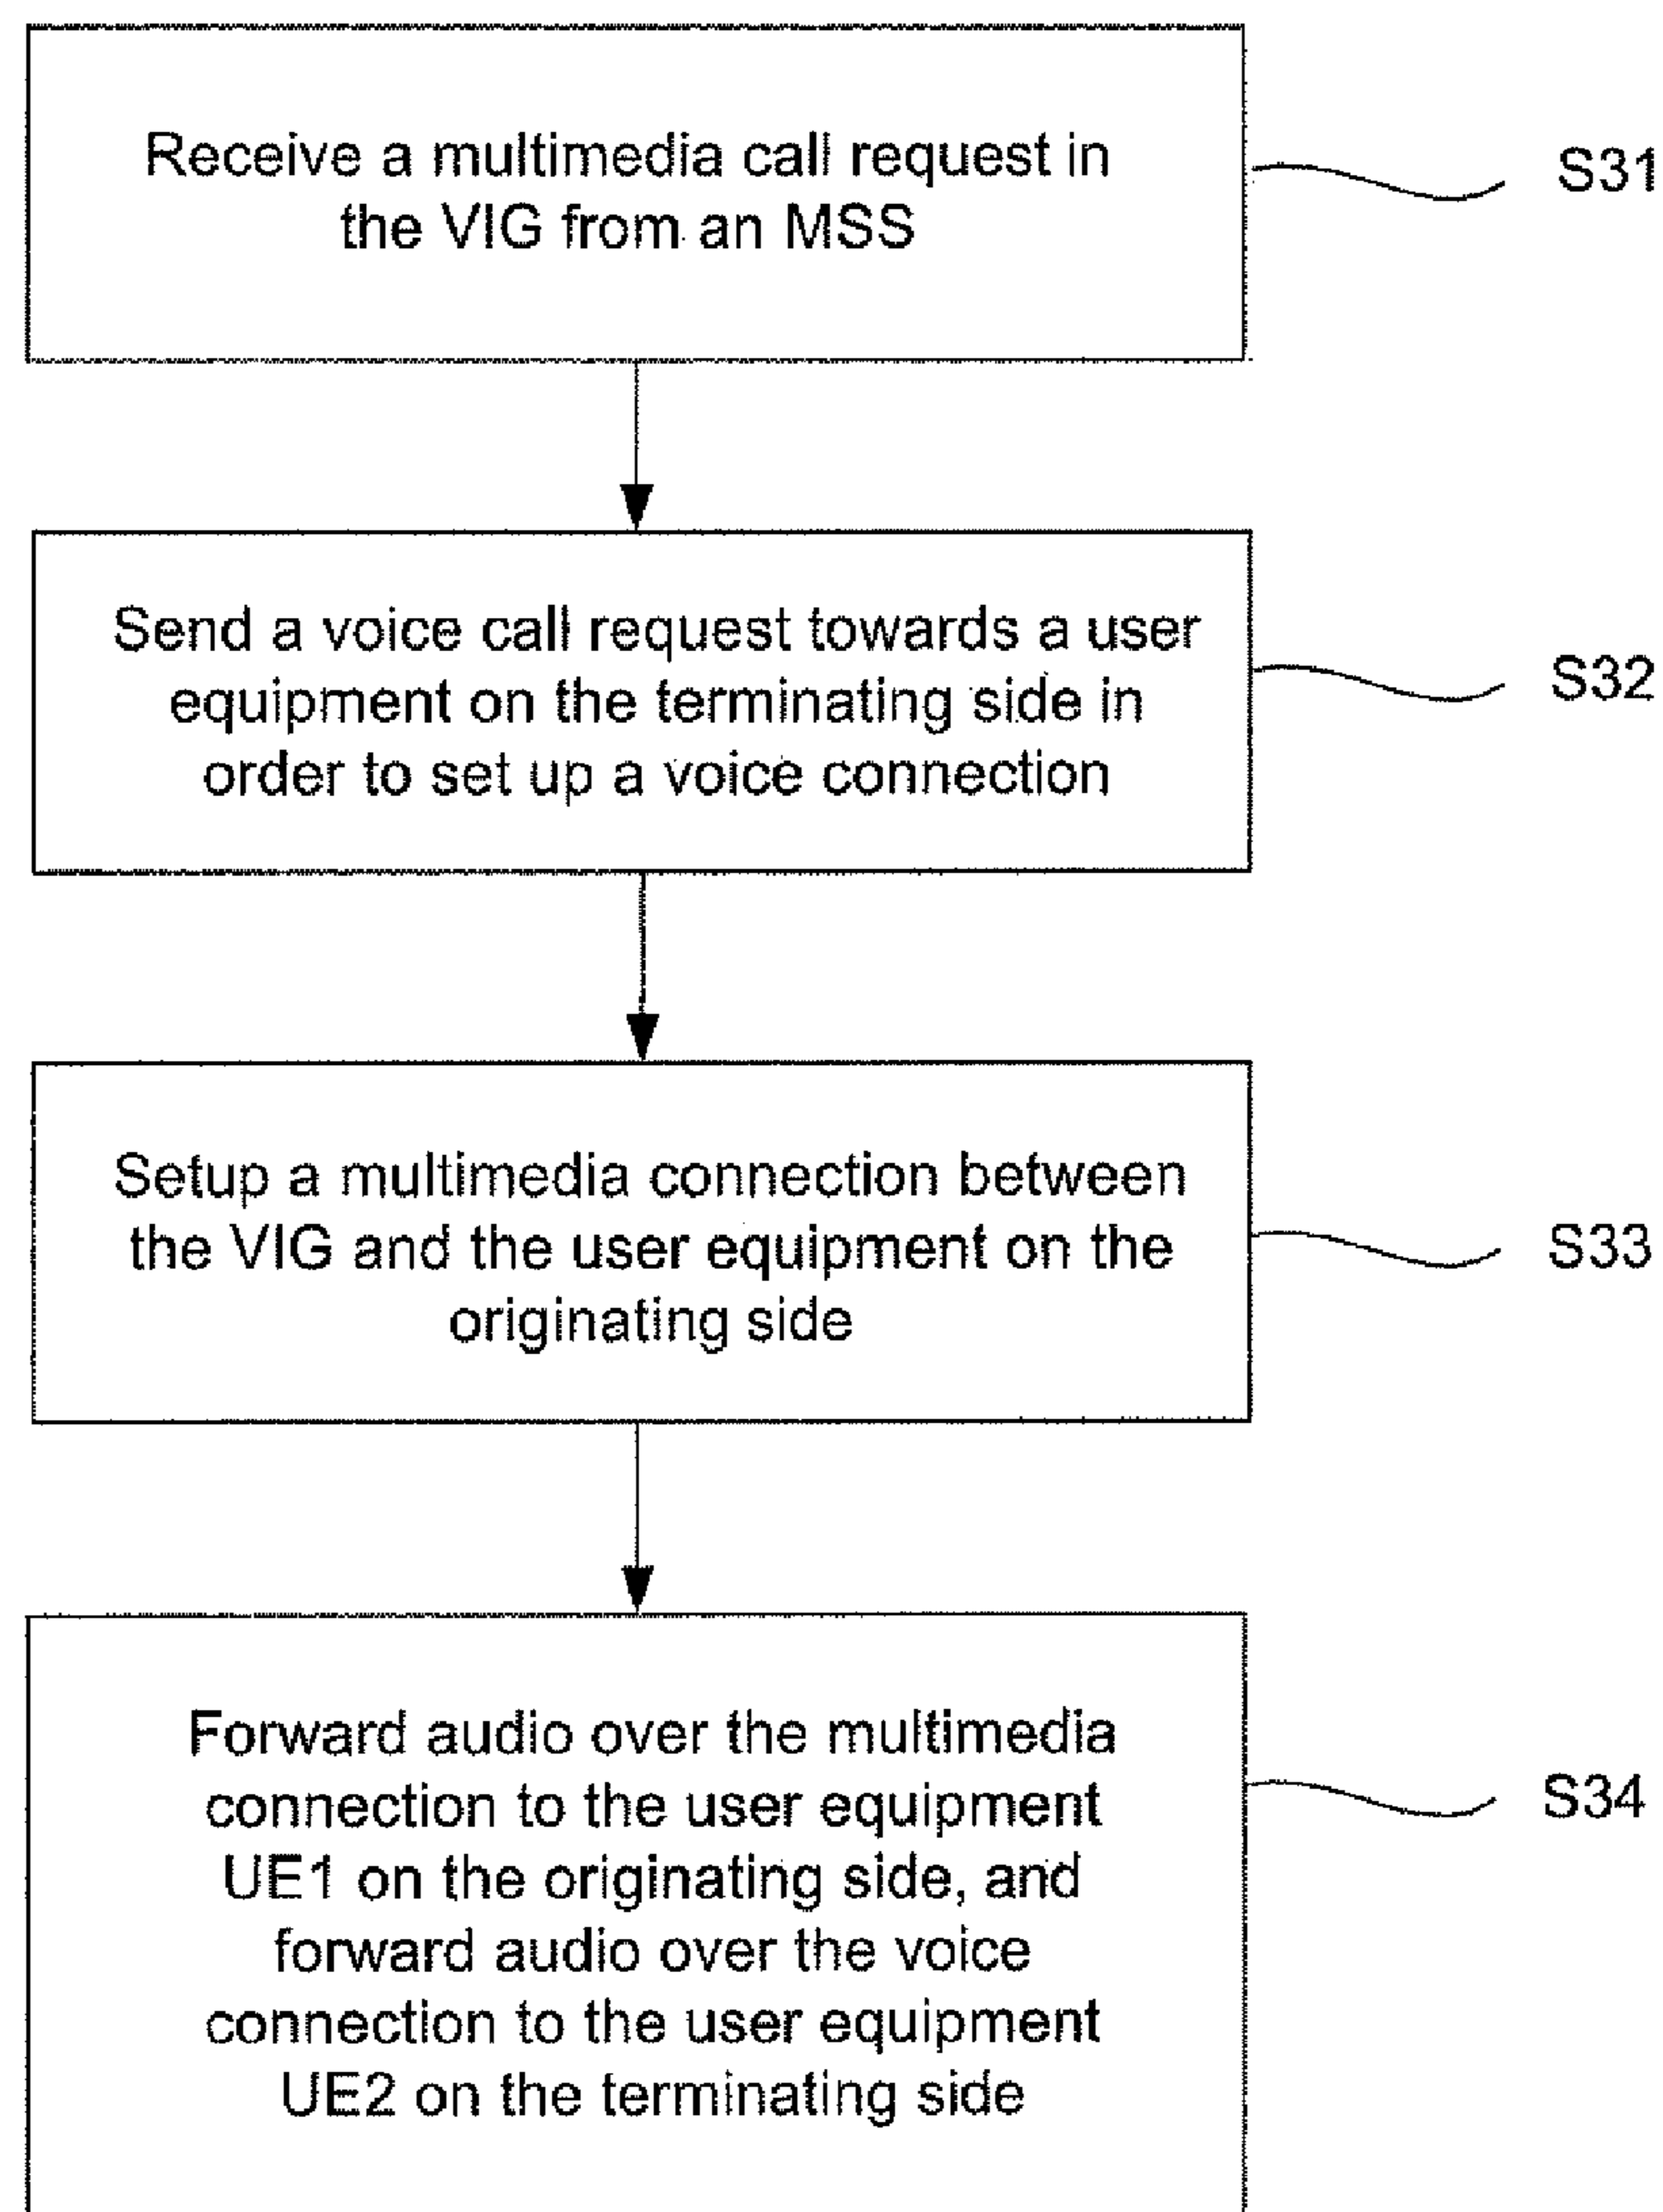 Receive a multimedia call request in
the VIG from an MSS
S31
Send a voice call request towards a user
equipment on the terminating side in
order to set up a voice connection
S32
Setup a multimedia connection between
the VIG and the user equipment on the
originating side
S33
Forward audio over the multimedia
connection to the user equipment
UE1 on the originating side, and
forward audio over the voice
connection to the user equipment
UE2 on the terminating side
S34